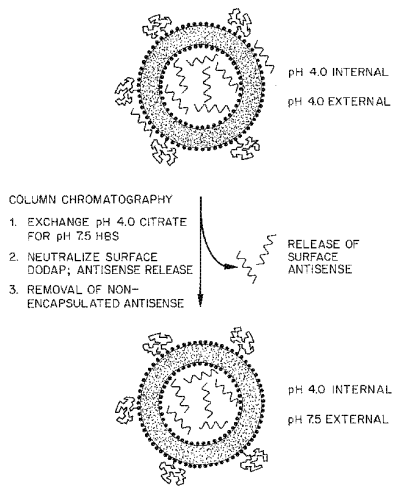 pH 4.0 INTERNAL
pH 4.0 EXTERNAL
COLUMN CHROMATOGRAPHY
1. EXCHANGE pH 4.0 CITRATE
FOR pH 7.5 HBS
2. NEUTRALIZE SURFACE
DODAP; ANTISENSE RELEASE
3. REMOVAL OF NON-
ENCAPSULATED ANTISENSE
RELEASE OF
SURFACE
ANTISENSE
pH 4.0 INTERNAL
pH 7.5 EXTERNAL